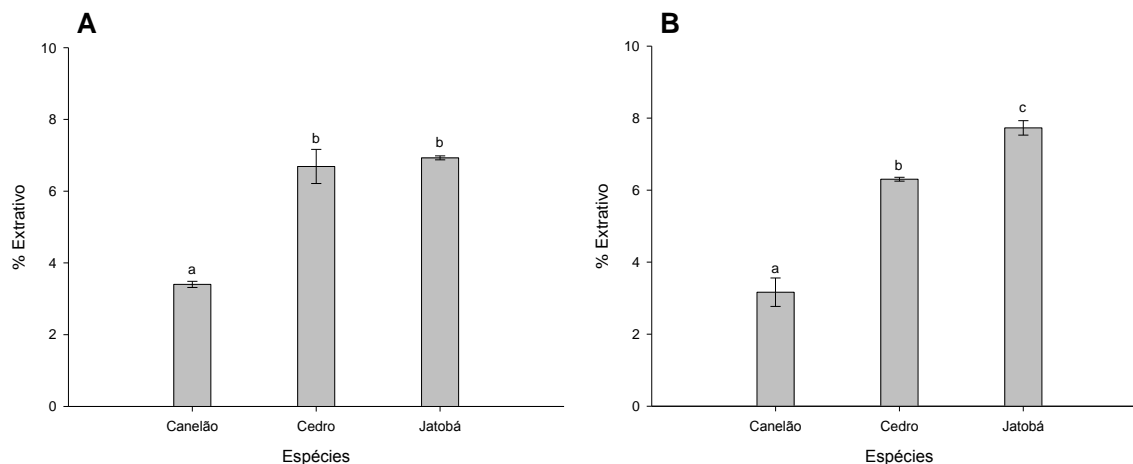 A
10
8
6
4
2
0
% Extrativo
a
b
b
Canelão Cedro Jatobá
Espécies
B
10
8
6
4
2
0
% Extrativo
a
b
c
Canelão Cedro Jatobá
Espécies